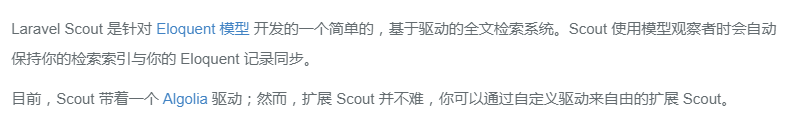 Laravel Scout 是针对 Eloquent 模型 开发的一个简单的，基于驱动的全文检索系统。Scout 使用模型观察者时会自动
保持你的检索索引与你的 Eloquent 记录同步。
目前，Scout 带着一个 Algolia 驱动；然而，扩展 Scout 并不难，你可以通过自定义驱动来自由的扩展 Scout。